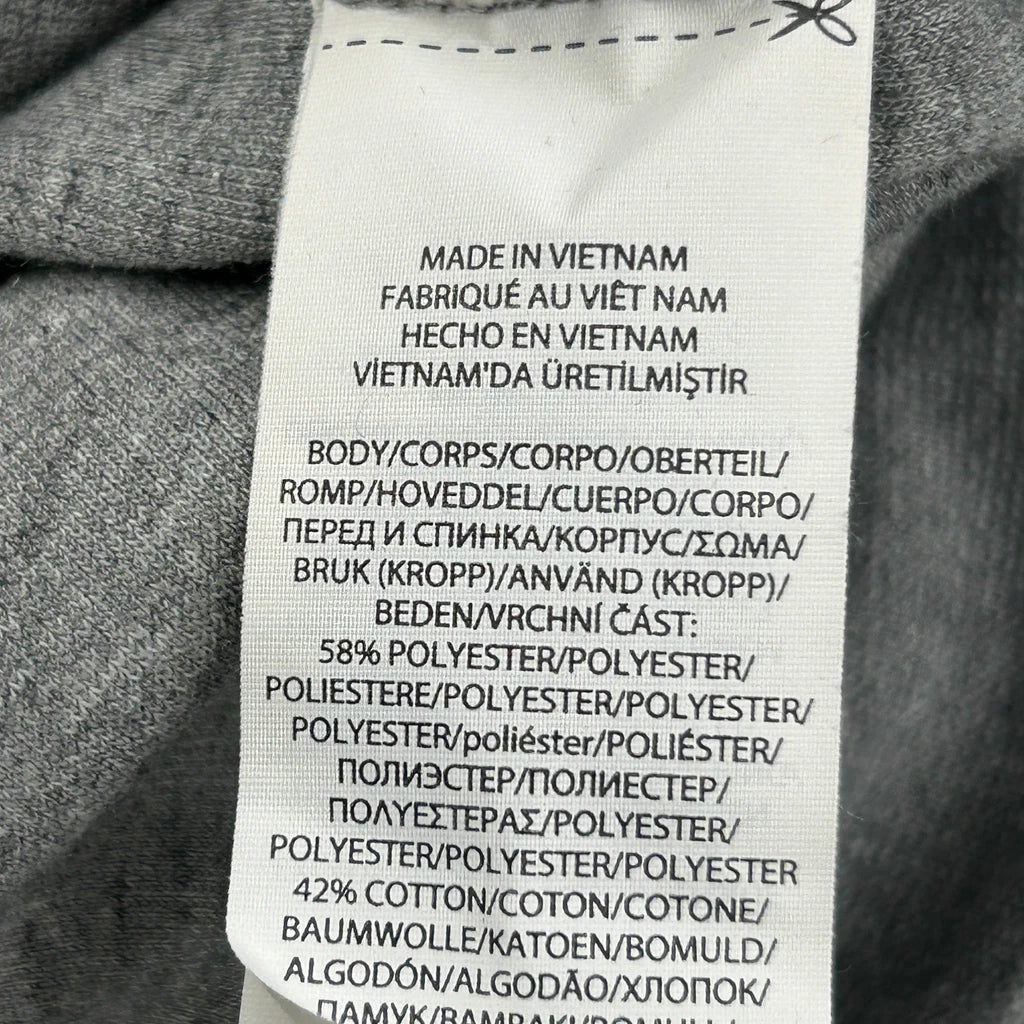 MADE IN VIETNAM
FABRIQUÉ AU VIÊT NAM
HECHO EN VIETNAM
VİETNAM'DA ÜRETİLMİŞTİR
BODY/CORPS/CORPO/OBERTEIL/
ROMP/HOVEDDEL/CUERPO/CORPO/
ПЕРЕД И СПИНКА/КОРПУС/ΣΩΜΑ/
BRUK (KROPP)/ANVÄND (KROPP)/
BEDEN/VRCHNÍ ČÁST:
58% POLYESTER/POLYESTER/
POLIESTERE/POLYESTER/POLYESTER/
POLYESTER/poliéster/POLIÉSTER/
ПОЛИЭСТЕР/ПОЛИЕСТЕР/
ΠΟΛΥΕΣΤΕΡΑΣ/POLYESTER/
POLYESTER/POLYESTER/POLYESTER
42% COTTON/COTON/COTONE/
BAUMWOLLE/KATOEN/BOMULD/
ALGODÓN/ALGODÃO/ХЛОПОК/
ПАМУК/ΒΑΜΒΑΚΙ/BOMULL/